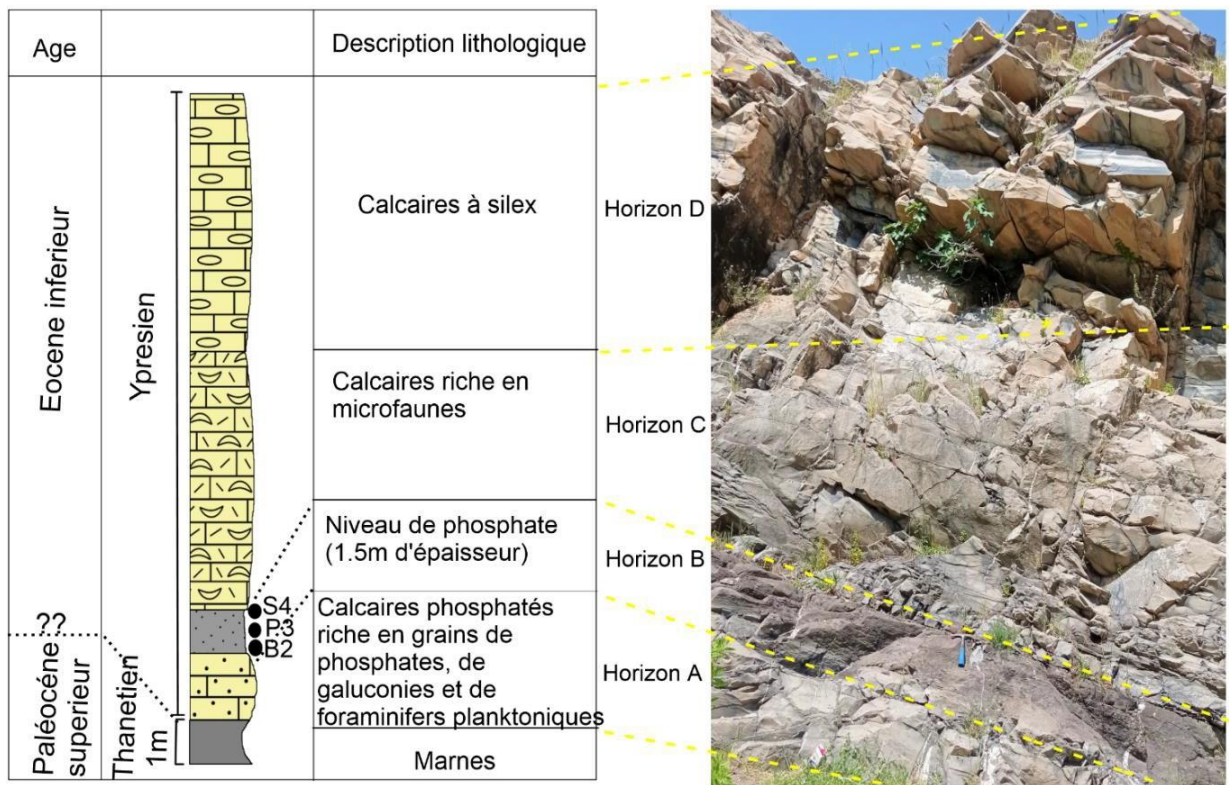 Age
Description lithologique
Eocene inferieur
Ypresien
Calcaires à silex
Horizon D
Calcaires riche en
microfaunes
Horizon C
Niveau de phosphate
(1.5m d'épaisseur)
Horizon B
S4
P.3
B2
??
Calcaires phosphatés
riche en grains de
phosphates, de
galuconies et de
foraminifers planktoniques
Horizon A
Paléocéne
superieur
Thanetien
1m
Marnes